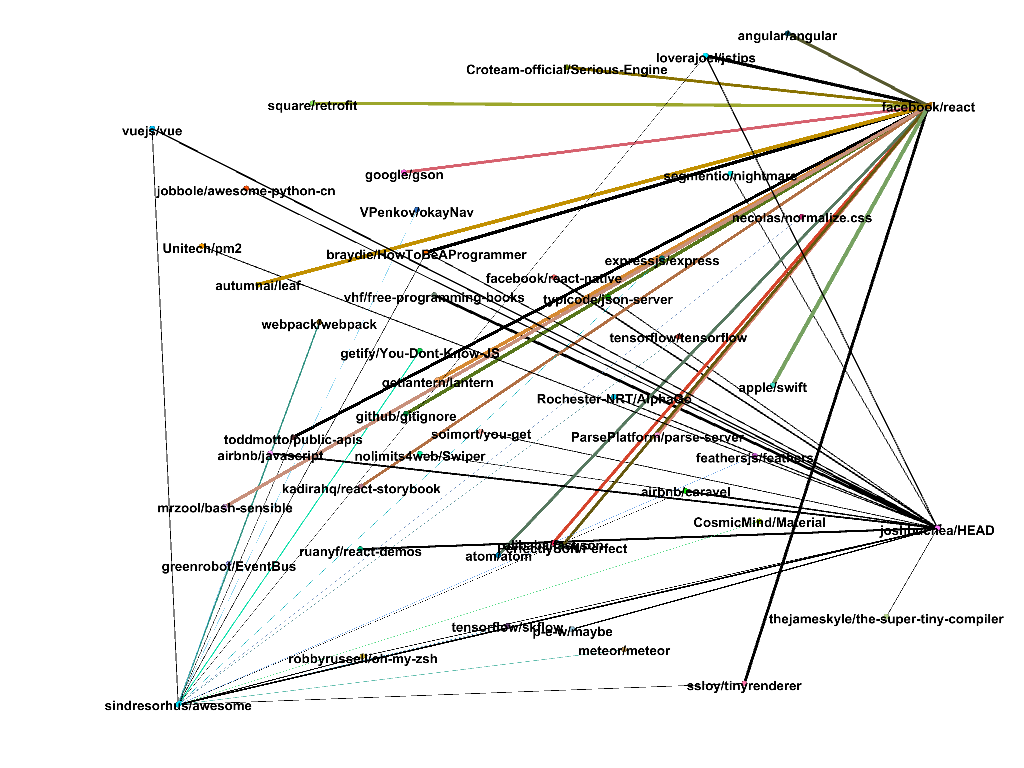 angular/angular
loverajoel/jstips
Croteam-official/Serious-Engine
square/retrofit
facebook/react
vuejs/vue
google/gson
segmentio/nightmare
jobbole/awesome-python-cn
VPenkov/okayNav
necolas/normalize.css
Unitech/pm2
braydie/HowToBeAProgrammer
expressjs/express
facebook/react-native
autumnai/leaf
vhf/free-programming-books
typicode/json-server
webpack/webpack
tensorflow/tensorflow
getify/You-Dont-Know-JS
getlantern/lantern
apple/swift
Rochester-NRT/AlphaGo
github/gitignore
soimort/you-get
ParsePlatform/parse-server
toddmotto/public-apis
airbnb/javascript
nolimits4web/Swiper
feathersjs/feathers
kadirahq/react-storybook
airbnb/caravel
mrzool/bash-sensible
CosmicMind/Material
ruanyf/react-demos
PerfectlySoft/Perfect
atom/atom
greenrobot/EventBus
thejameskyle/the-super-tiny-compiler
tensorflow/skflow
p-e-w/maybe
meteor/meteor
robbyrussell/oh-my-zsh
ssloy/tinyrenderer
sindresorhus/awesome